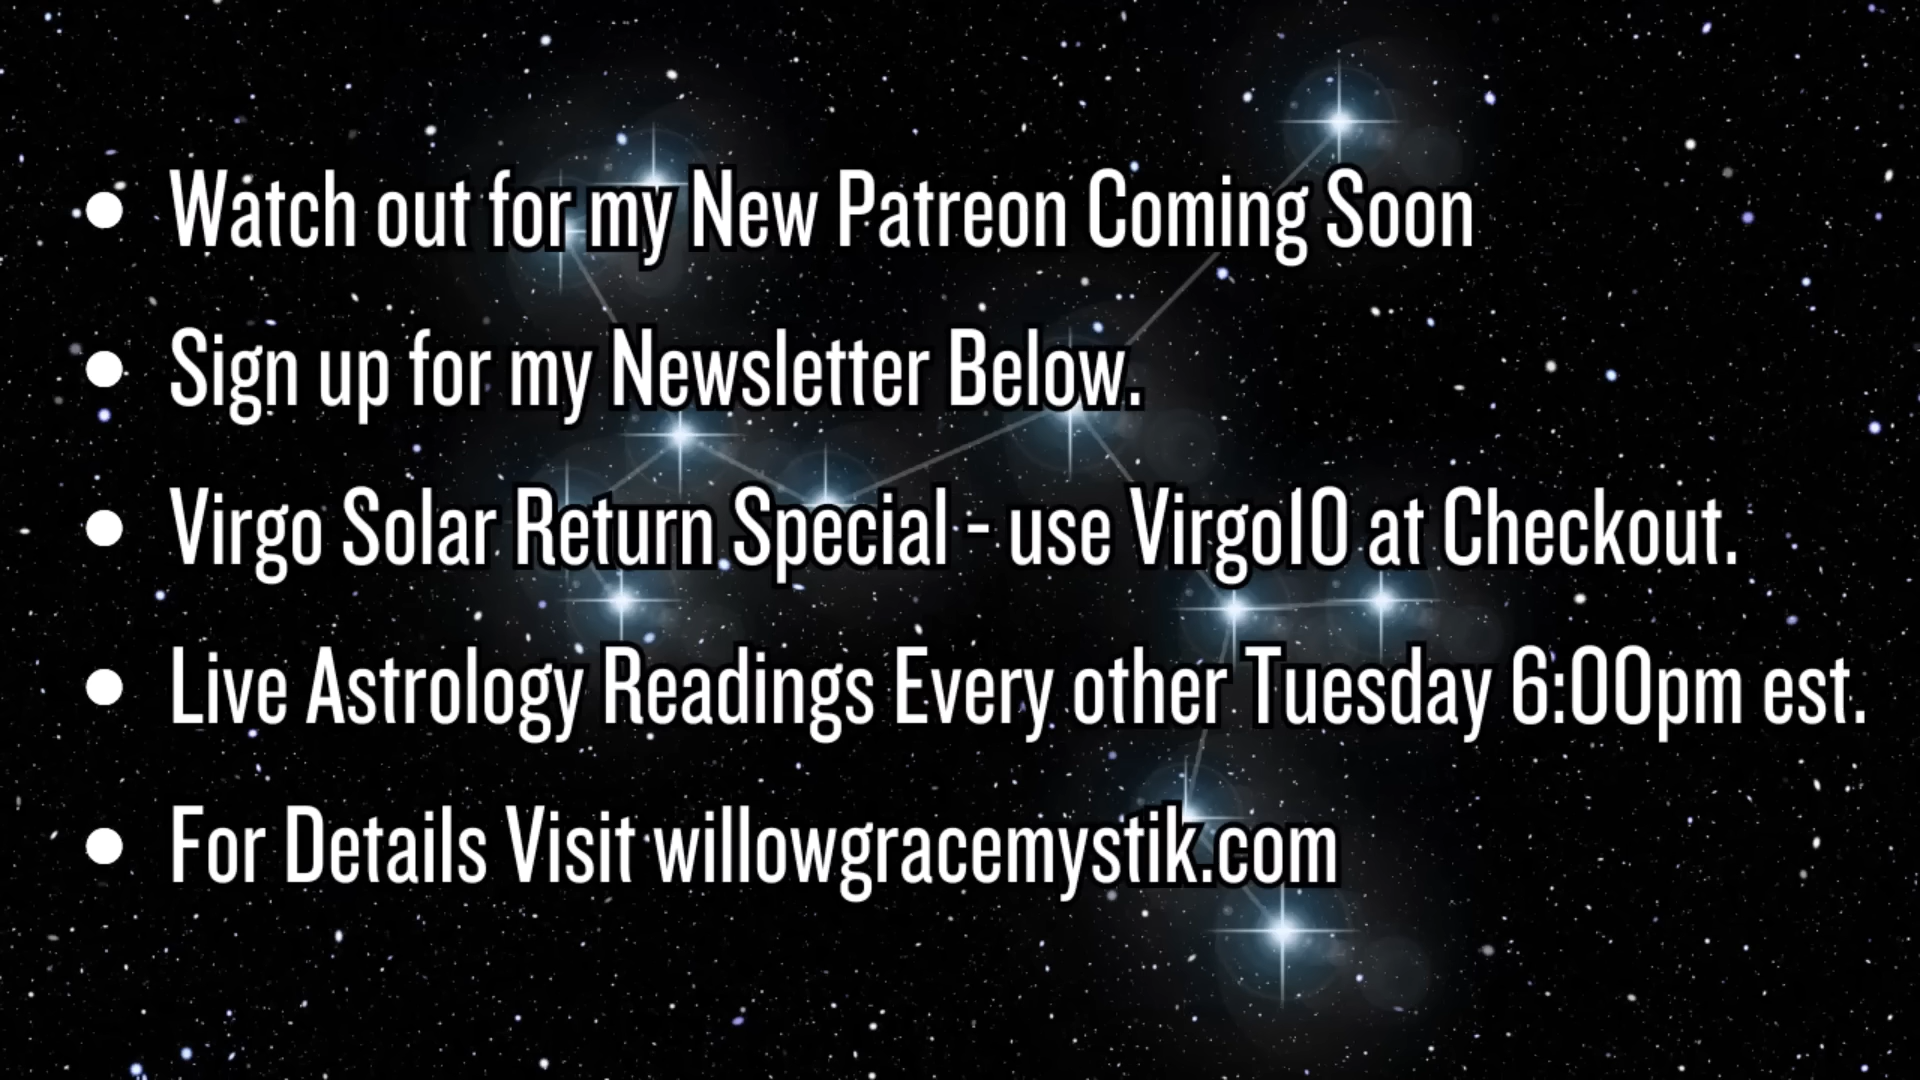 • Watch out for my New Patreon Coming Soon
• Sign up for my Newsletter Below.
• Virgo Solar Return Special - use Virgo10 at Checkout.
• Live Astrology Readings Every other Tuesday 6:00pm est.
• For Details Visit willowgracemystik.com